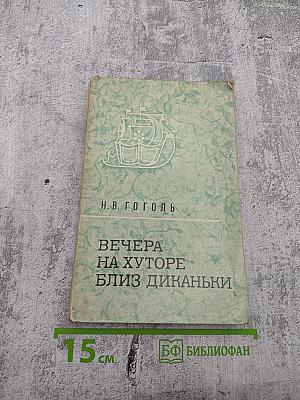 Н.В.ГОГОЛЬ
ВЕЧЕРА
НА ХУТОРЕ
БЛИЗ ДИКАНЬКИ
15 см
БФ БИБЛИОФАН